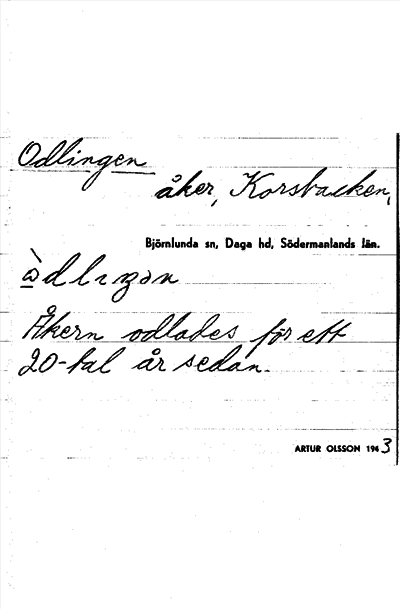 Odlingen
åker, Korsbacken,
Björnlunda sn, Daga hd, Södermanlands län.
Åkern odlades för ett
20-tal år sedan.
ARTUR OLSSON 1943